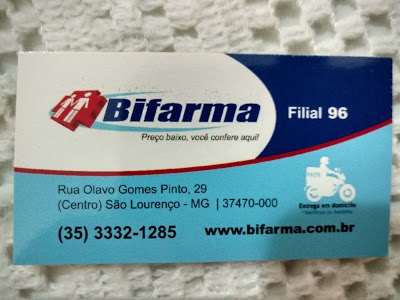 Bifarma
Preço baixo, você confere aqui!
Filial 96
Rua Olavo Gomes Pinto, 29
(Centro) São Lourenço - MG | 37470-000
Entrega em domicílio
(35) 3332-1285
www.bifarma.com.br